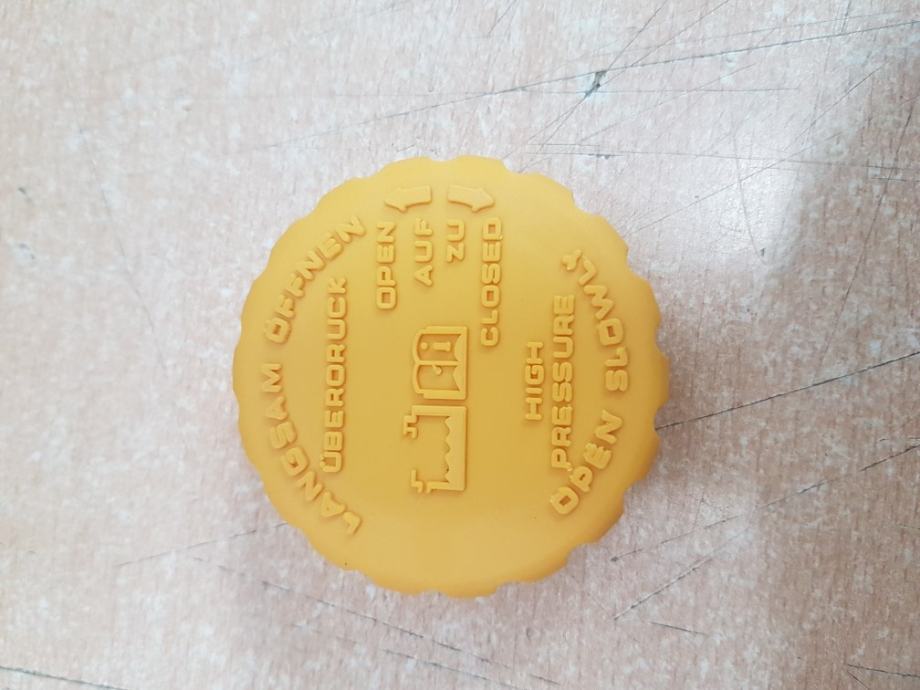 LANGSAM ÖFFNEN
ÜBERDRUCK
OPEN
AUF
ZU
CLOSED
HIGH
PRESSURE
OPEN SLOWLY